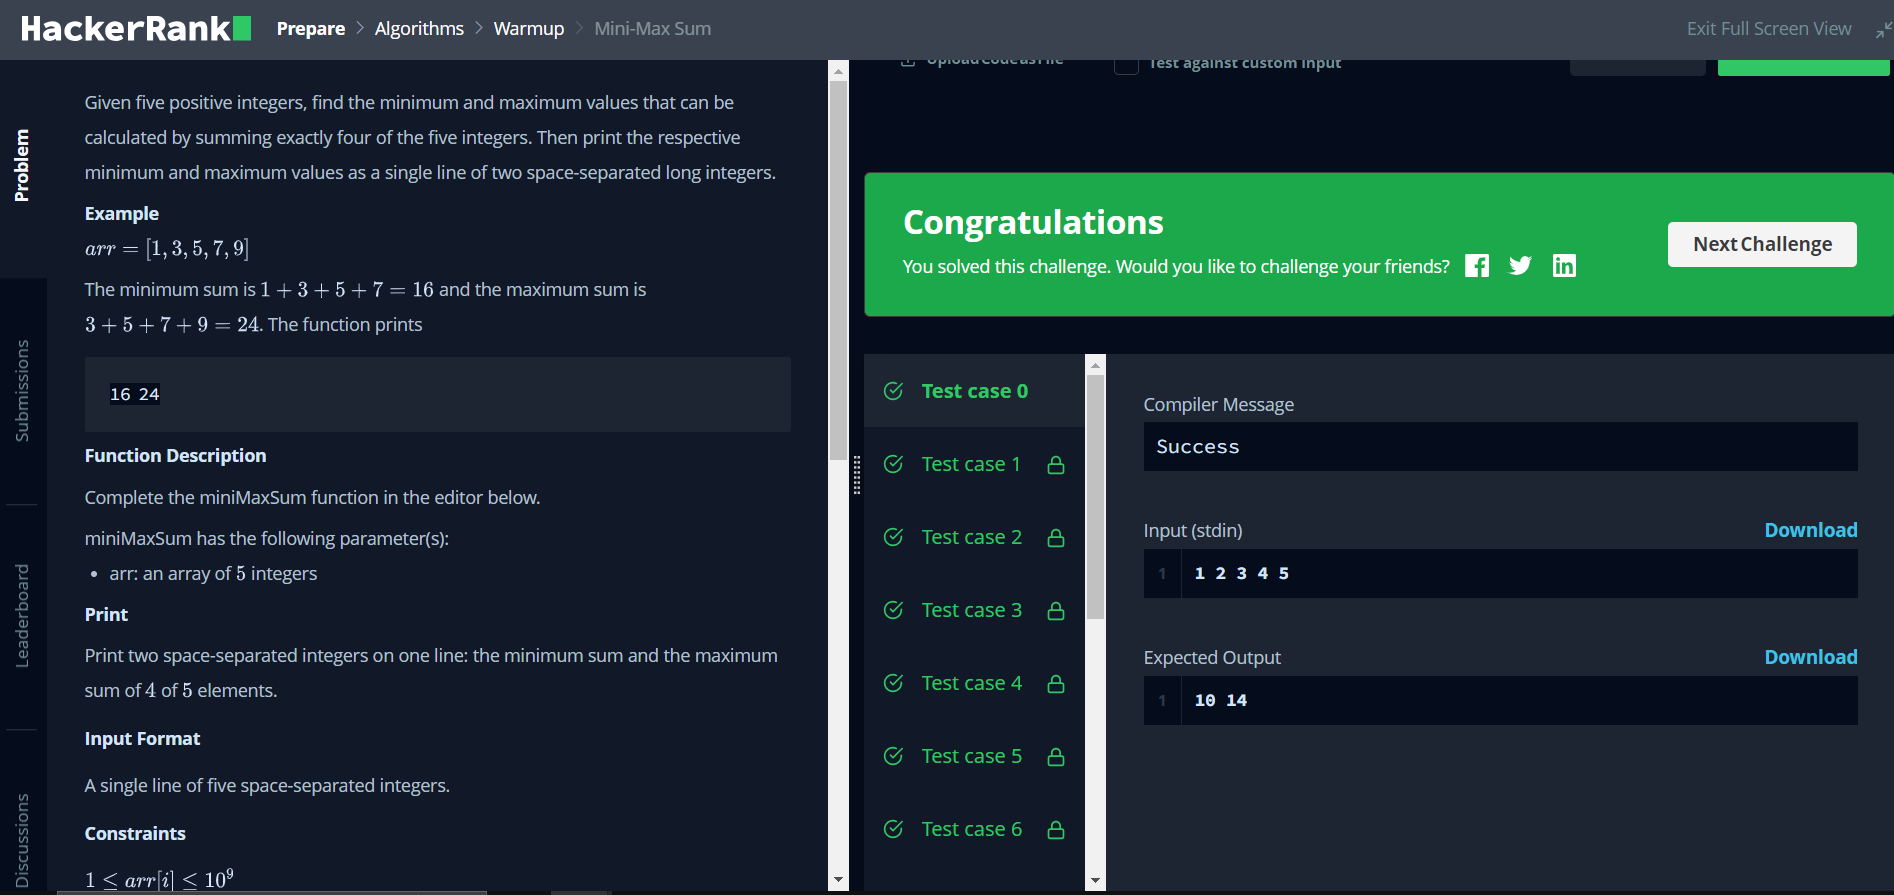 HackerRank
Prepare > Algorithms > Warmup > Mini-Max Sum
Exit Full Screen View
Problem
Submissions
Leaderboard
Discussions
Given five positive integers, find the minimum and maximum values that can be
calculated by summing exactly four of the five integers. Then print the respective
minimum and maximum values as a single line of two space-separated long integers.
Example
arr = [1, 3, 5, 7, 9]
The minimum sum is 1 + 3 + 5 + 7 = 16 and the maximum sum is
3 + 5 + 7 + 9 = 24. The function prints
16 24
Function Description
Complete the miniMaxSum function in the editor below.
miniMaxSum has the following parameter(s):
• arr: an array of 5 integers
Print
Print two space-separated integers on one line: the minimum sum and the maximum
sum of 4 of 5 elements.
Input Format
A single line of five space-separated integers.
Constraints
1 ≤ arr[i] ≤ 10⁹
Upload Code as File
Test against custom input
Congratulations
You solved this challenge. Would you like to challenge your friends?
Next Challenge
Test case 0
Test case 1
Test case 2
Test case 3
Test case 4
Test case 5
Test case 6
Compiler Message
Success
Input (stdin)
Download
1 1 2 3 4 5
Expected Output
Download
1 10 14